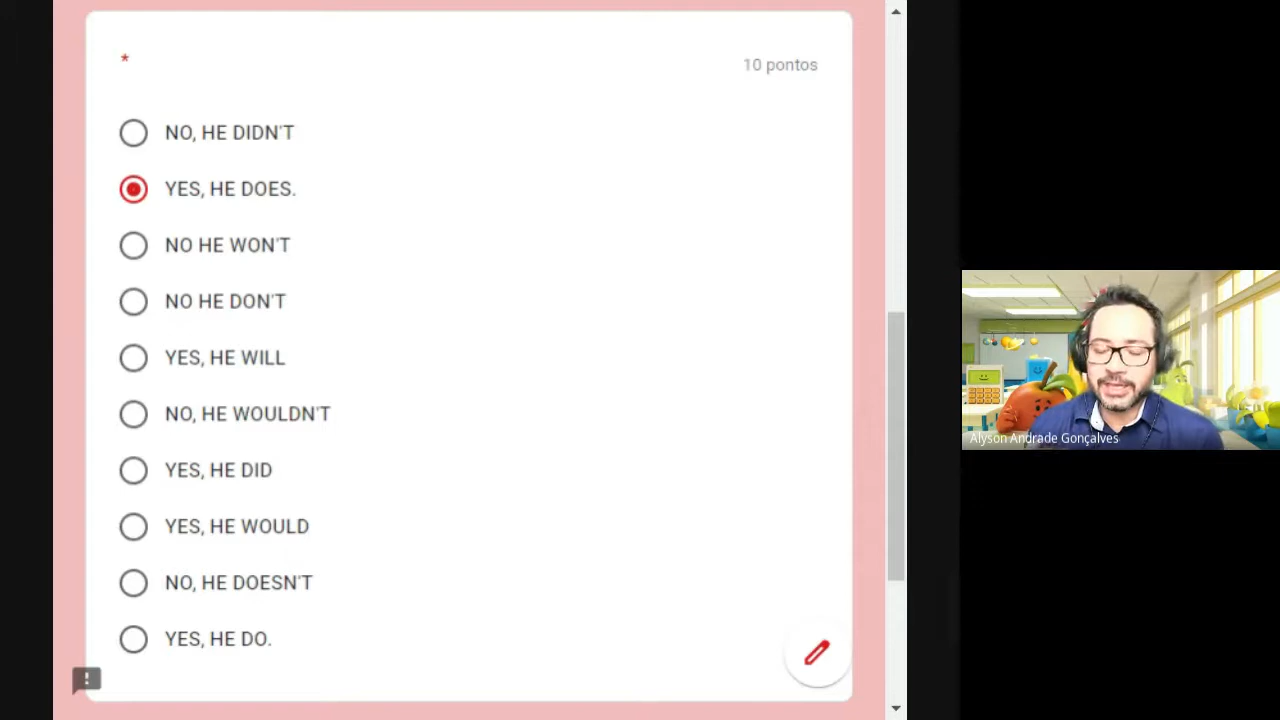 *
10 pontos
NO, HE DIDN'T
YES, HE DOES.
NO HE WON'T
NO HE DON'T
YES, HE WILL
NO, HE WOULDN'T
YES, HE DID
YES, HE WOULD
NO, HE DOESN'T
YES, HE DO.
!
Alyson Andrade Gonçalves